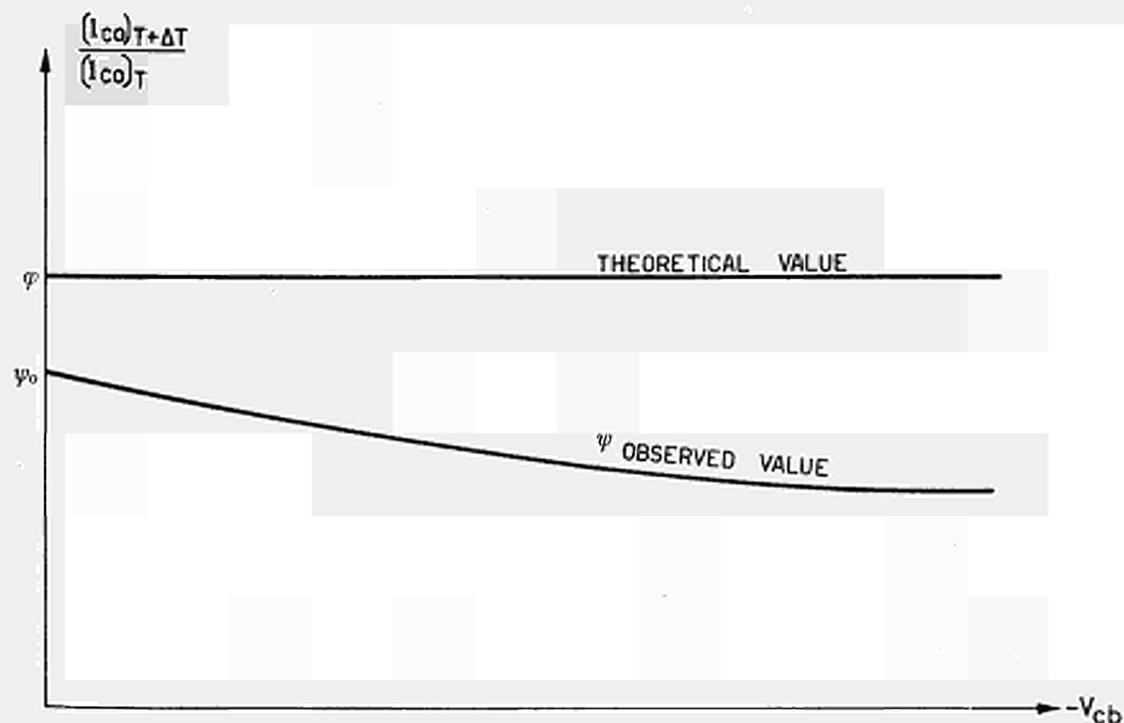 (Ico)T+ΔT
(Ico)T
φ
THEORETICAL VALUE
ψ₀
ψ OBSERVED VALUE
-Vcb